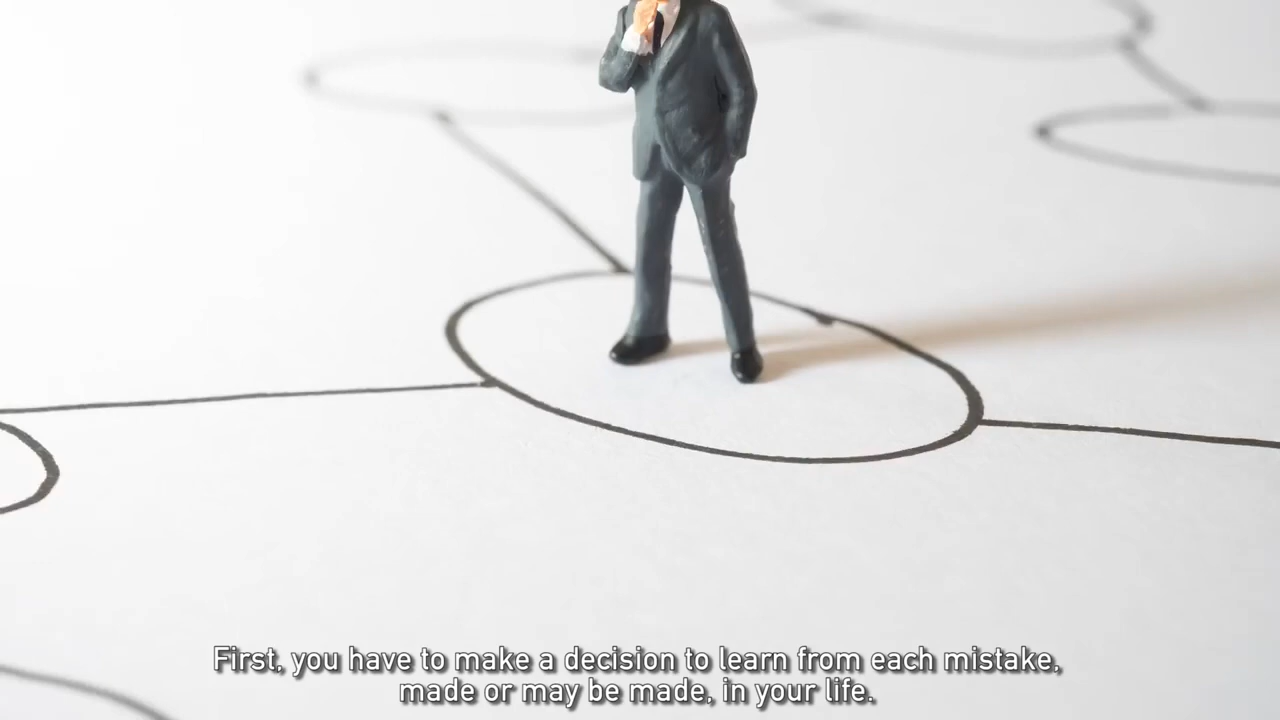 First, you have to make a decision to learn from each mistake,
made or may be made, in your life.